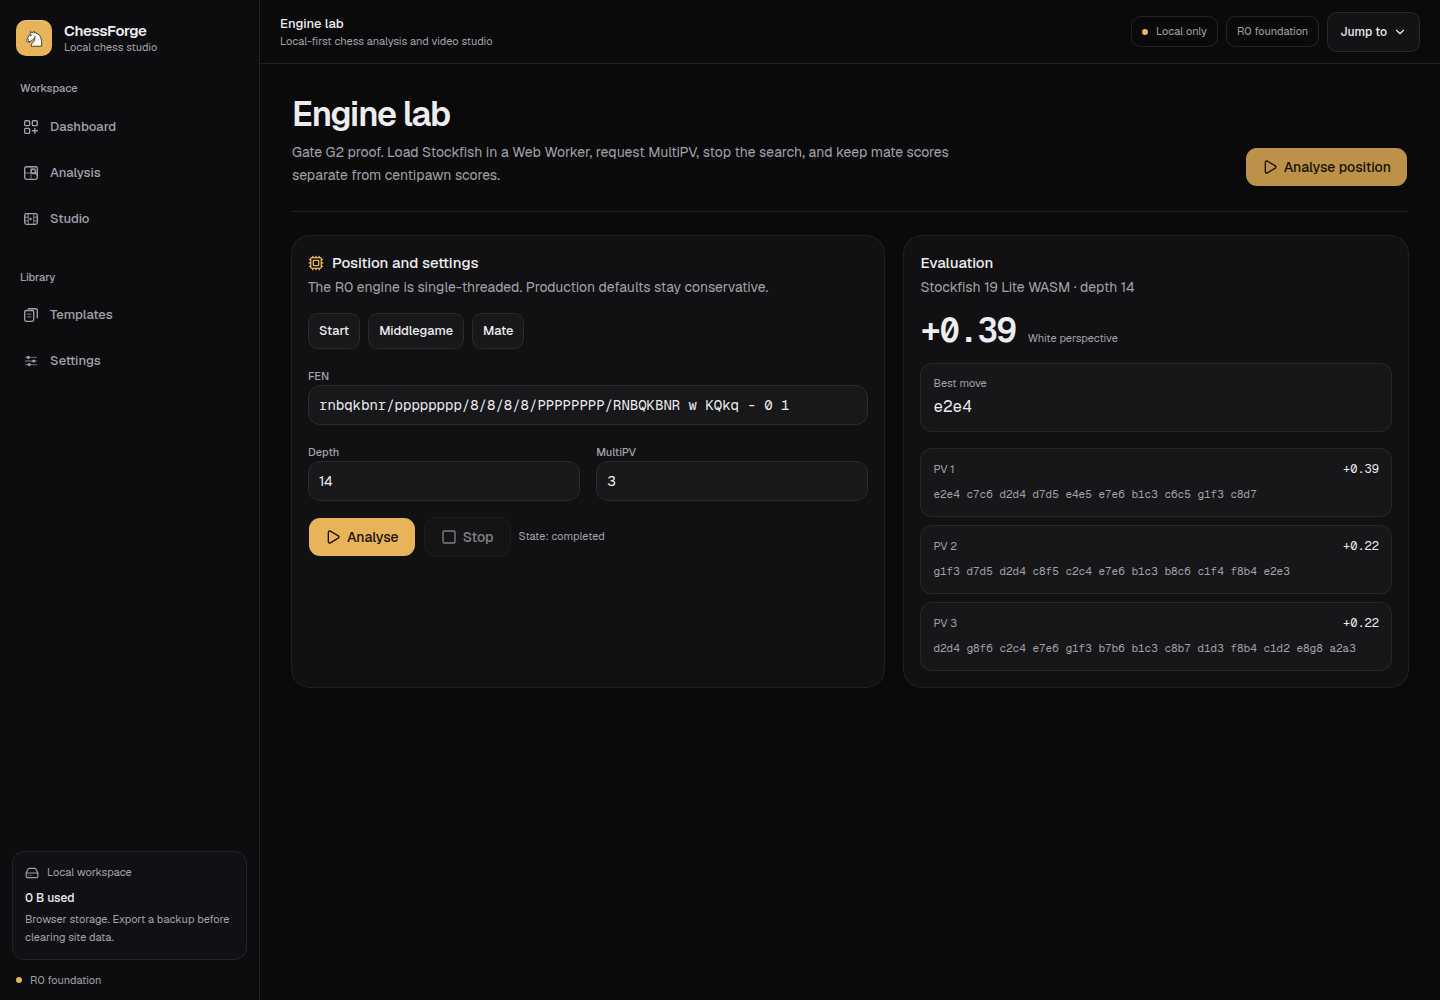 ChessForge
Local chess studio
Workspace
Dashboard
Analysis
Studio
Library
Templates
Settings
Local workspace
0 B used
Browser storage. Export a backup before
clearing site data.
R0 foundation
Engine lab
Local-first chess analysis and video studio
Local only
R0 foundation
Jump to
Engine lab
Gate G2 proof. Load Stockfish in a Web Worker, request MultiPV, stop the search, and keep mate scores
separate from centipawn scores.
Analyse position
Position and settings
The R0 engine is single-threaded. Production defaults stay conservative.
Start
Middlegame
Mate
FEN
rnbqkbnr/pppppppp/8/8/8/8/PPPPPPPP/RNBQKBNR w KQkq - 0 1
Depth
MultiPV
14
3
Analyse
Stop
State: completed
Evaluation
Stockfish 19 Lite WASM · depth 14
+0.39
White perspective
Best move
e2e4
PV 1
+0.39
e2e4 c7c6 d2d4 d7d5 e4e5 e7e6 b1c3 c6c5 g1f3 c8d7
PV 2
+0.22
g1f3 d7d5 d2d4 c8f5 c2c4 e7e6 b1c3 b8c6 c1f4 f8b4 e2e3
PV 3
+0.22
d2d4 g8f6 c2c4 e7e6 g1f3 b7b6 b1c3 c8b7 d1d3 f8b4 c1d2 e8g8 a2a3